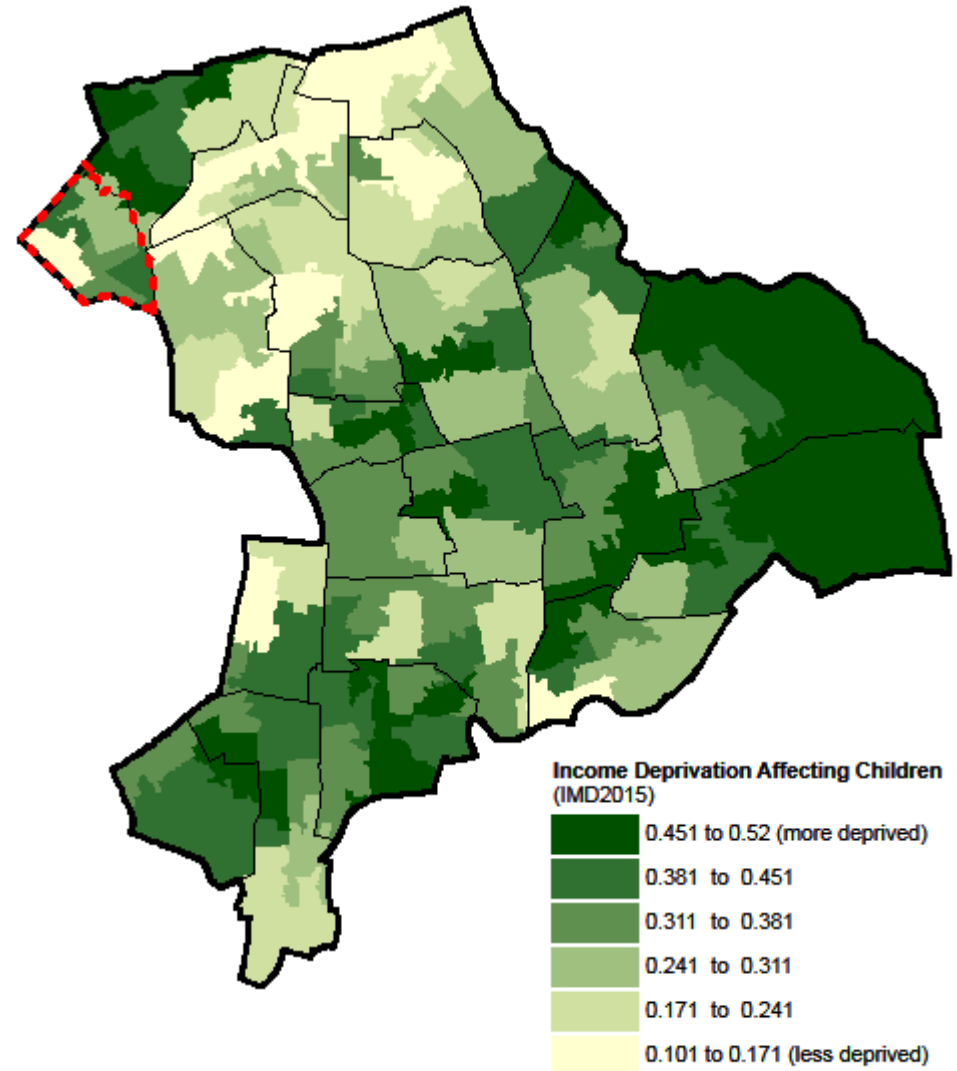 Income Deprivation Affecting Children
(IMD2015)
0.451 to 0.52 (more deprived)
0.381 to 0.451
0.311 to 0.381
0.241 to 0.311
0.171 to 0.241
0.101 to 0.171 (less deprived)